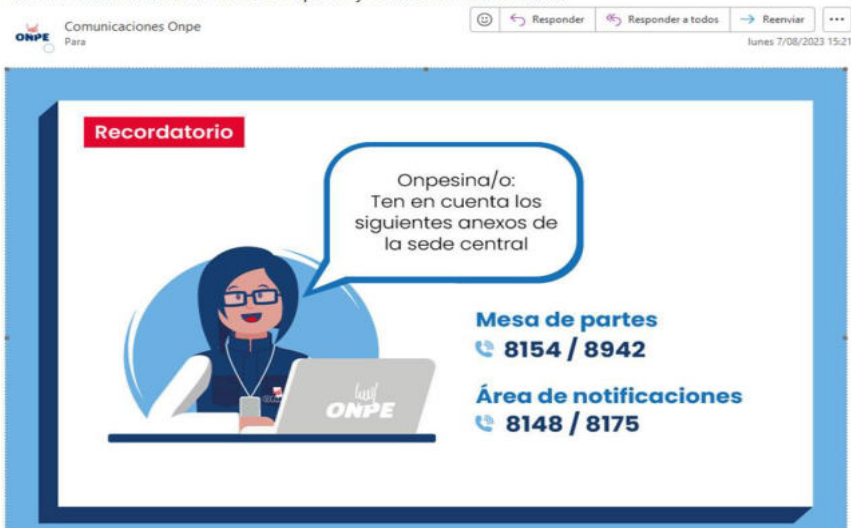 Comunicaciones Onpe
Responder
Responder a todos
Reenviar
ONPE
Para
lunes 7/08/2023 15:21
Recordatorio
Onpesina/o:
Ten en cuenta los
siguientes anexos de
la sede central
Mesa de partes
8154 / 8942
ONPE
Área de notificaciones
8148 / 8175